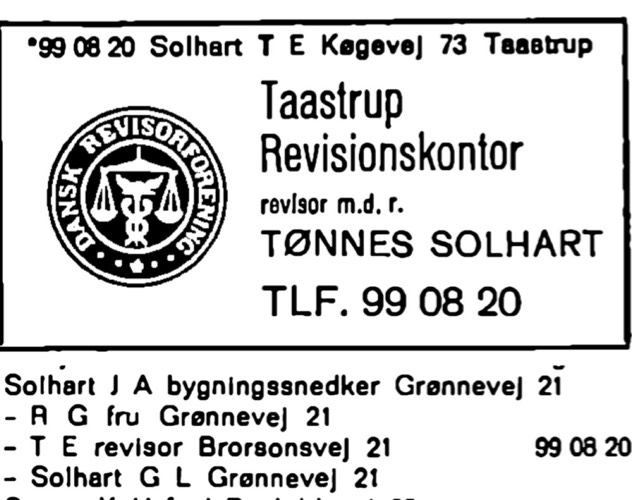 *99 08 20 Solhart T E Køgevej 73 Taastrup
DANSK REVISORFORENING
Taastrup
Revisionskontor
revisor m.d. r.
TØNNES SOLHART
TLF. 99 08 20
Solhart J A bygningssnedker Grønnevej 21
- R G fru Grønnevej 21
- T E revisor Brorsonsvej 21 99 08 20
- Solhart G L Grønnevej 21